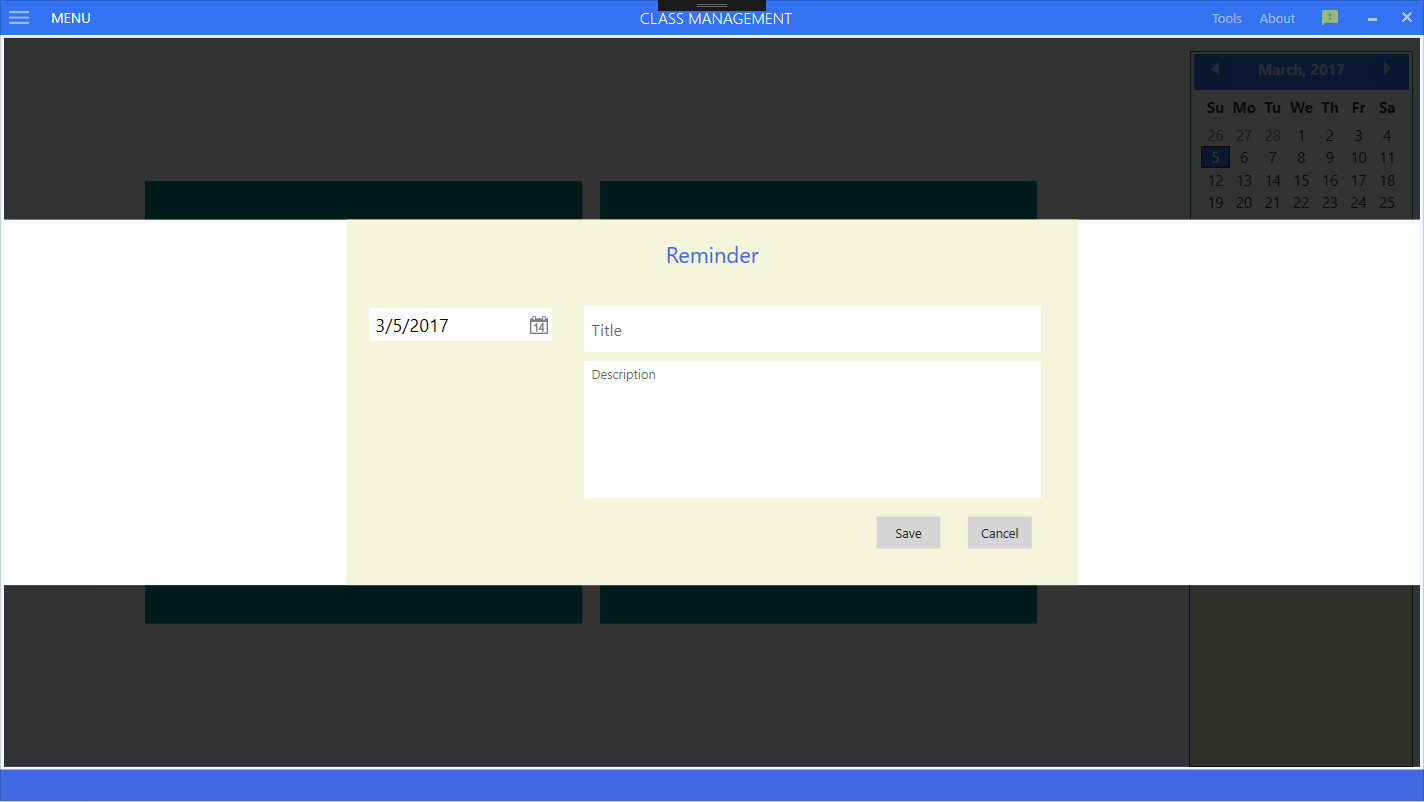 MENU
CLASS MANAGEMENT
Tools
About
March, 2017
Su Mo Tu We Th Fr Sa
26 27 28 1 2 3 4
5 6 7 8 9 10 11
12 13 14 15 16 17 18
19 20 21 22 23 24 25
Reminder
3/5/2017
14
Title
Description
Save
Cancel